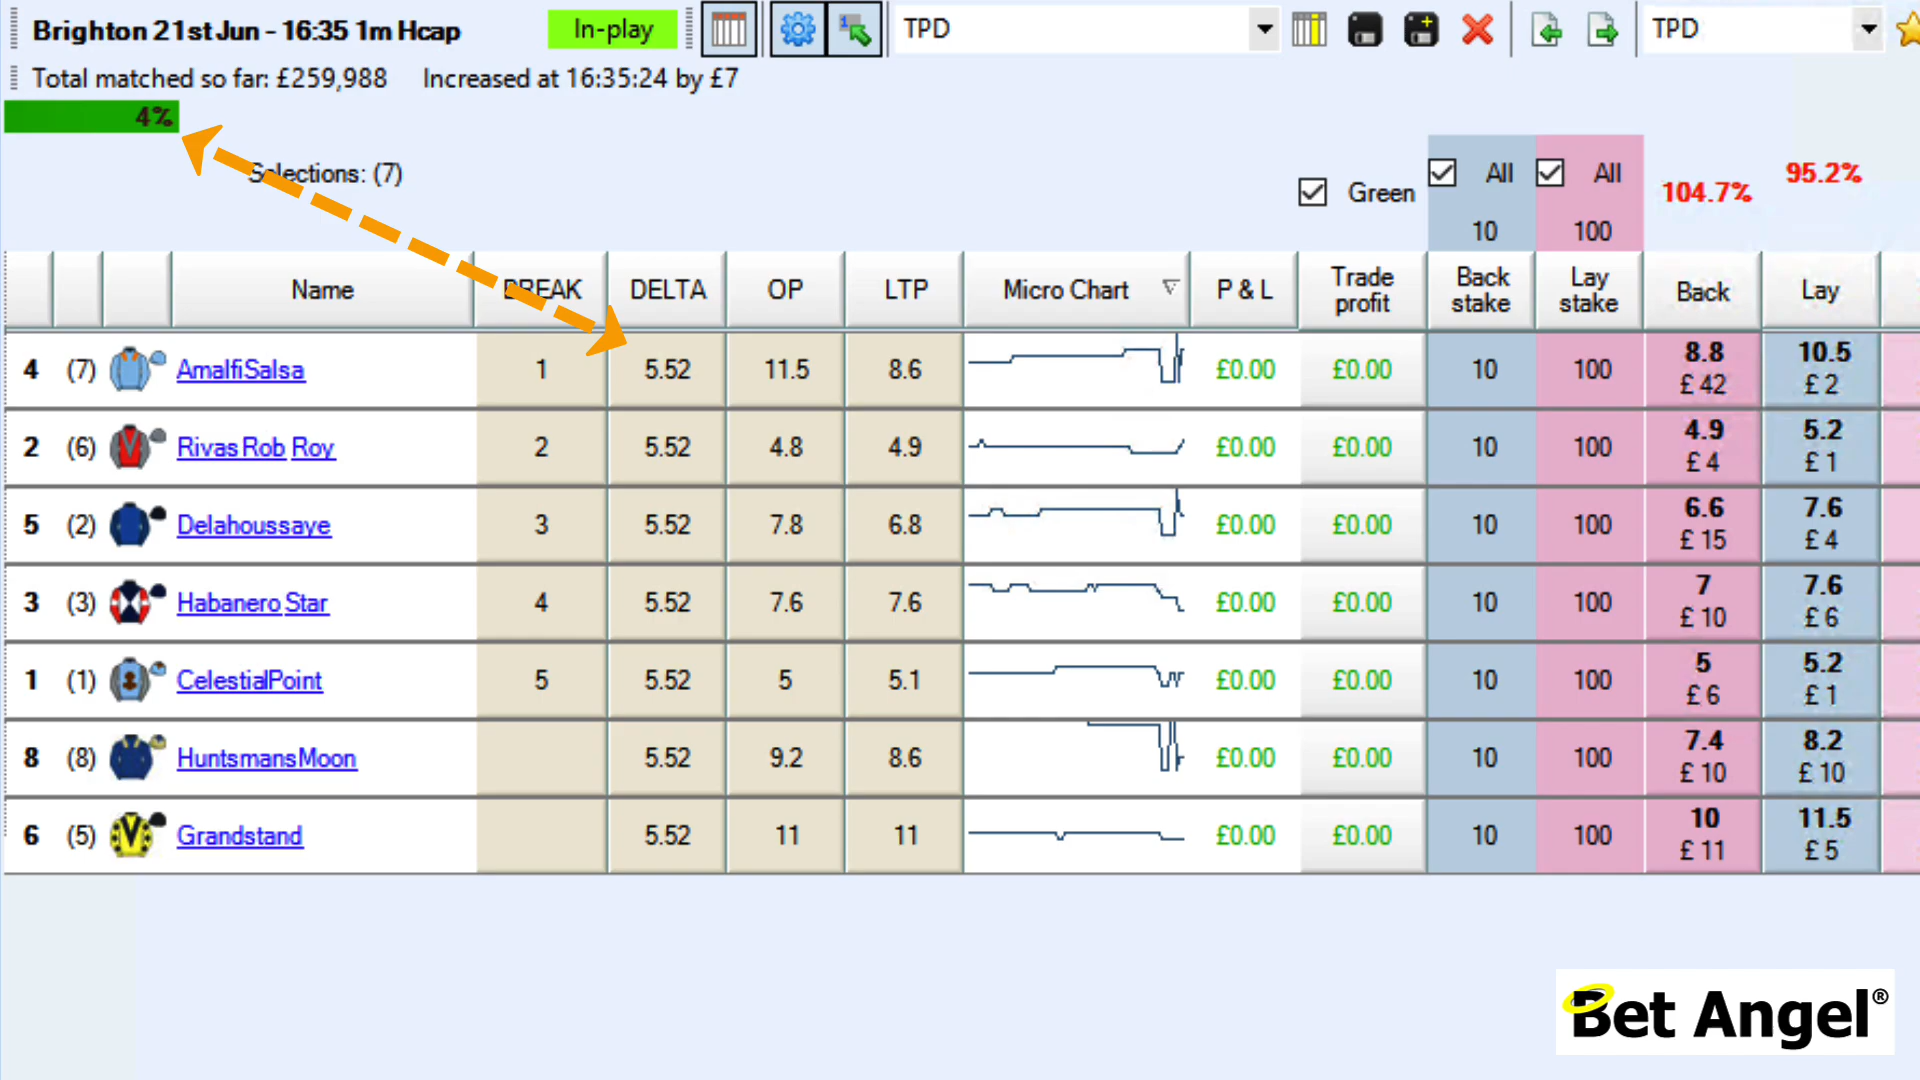 Brighton 21st Jun - 16:35 1m Hcap In-play TPD TPD
Total matched so far: £259,988 Increased at 16:35:24 by £7
4%
Selections: (7) Green All All 104.7% 95.2%
10 100
Name BREAK DELTA OP LTP Micro Chart P & L Trade profit Back stake Lay stake Back Lay
4 (7) Amalfi Salsa 1 5.52 11.5 8.6 £0.00 £0.00 10 100 8.8 10.5
£ 42 £ 2
2 (6) Rivas Rob Roy 2 5.52 4.8 4.9 £0.00 £0.00 10 100 4.9 5.2
£ 4 £ 1
5 (2) Delahoussaye 3 5.52 7.8 6.8 £0.00 £0.00 10 100 6.6 7.6
£ 15 £ 4
3 (3) Habanero Star 4 5.52 7.6 7.6 £0.00 £0.00 10 100 7 7.6
£ 10 £ 6
1 (1) Celestial Point 5 5.52 5 5.1 £0.00 £0.00 10 100 5 5.2
£ 6 £ 1
8 (8) Huntsmans Moon 5.52 9.2 8.6 £0.00 £0.00 10 100 7.4 8.2
£ 10 £ 10
6 (5) Grandstand 5.52 11 11 £0.00 £0.00 10 100 10 11.5
£ 11 £ 5
Bet Angel®